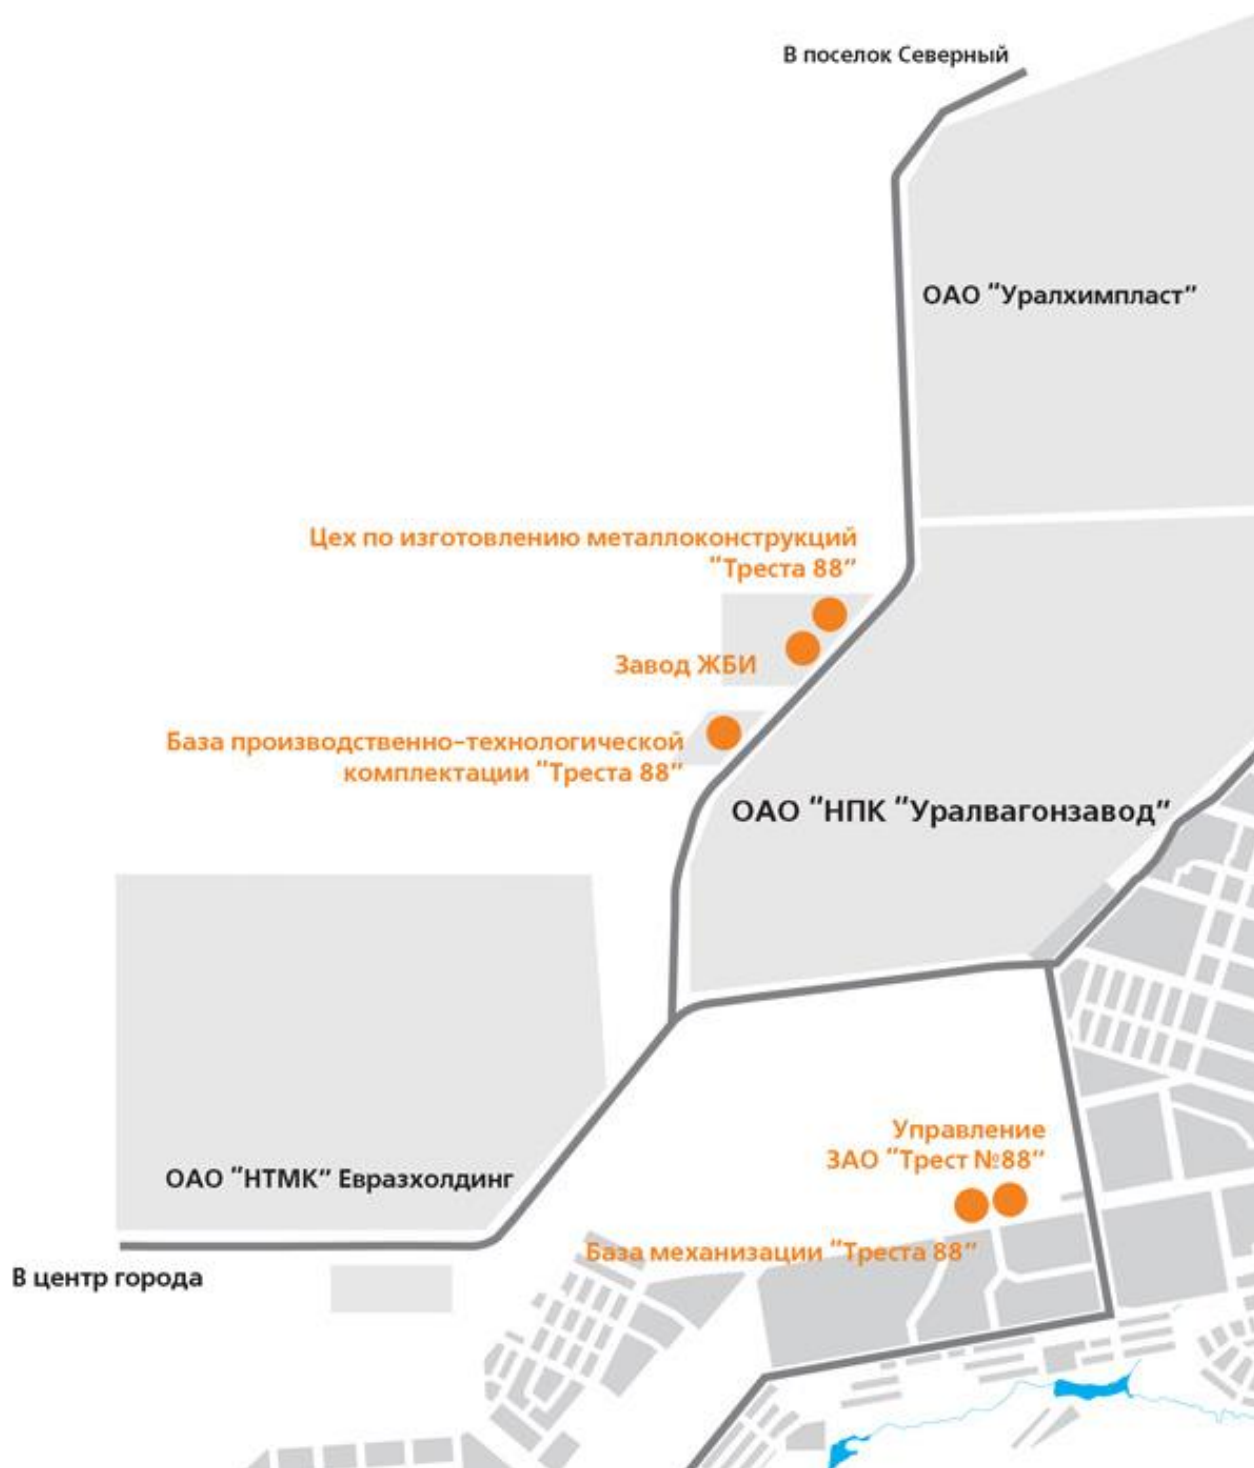 В поселок Северный
ОАО "Уралхимпласт"
Цех по изготовлению металлоконструкций
"Треста 88"
Завод ЖБИ
База производственно-технологической
комплектации "Треста 88"
ОАО "НПК "Уралвагонзавод"
Управление
ЗАО "Трест №88"
ОАО "НТМК" Евразхолдинг
База механизации "Треста 88"
В центр города